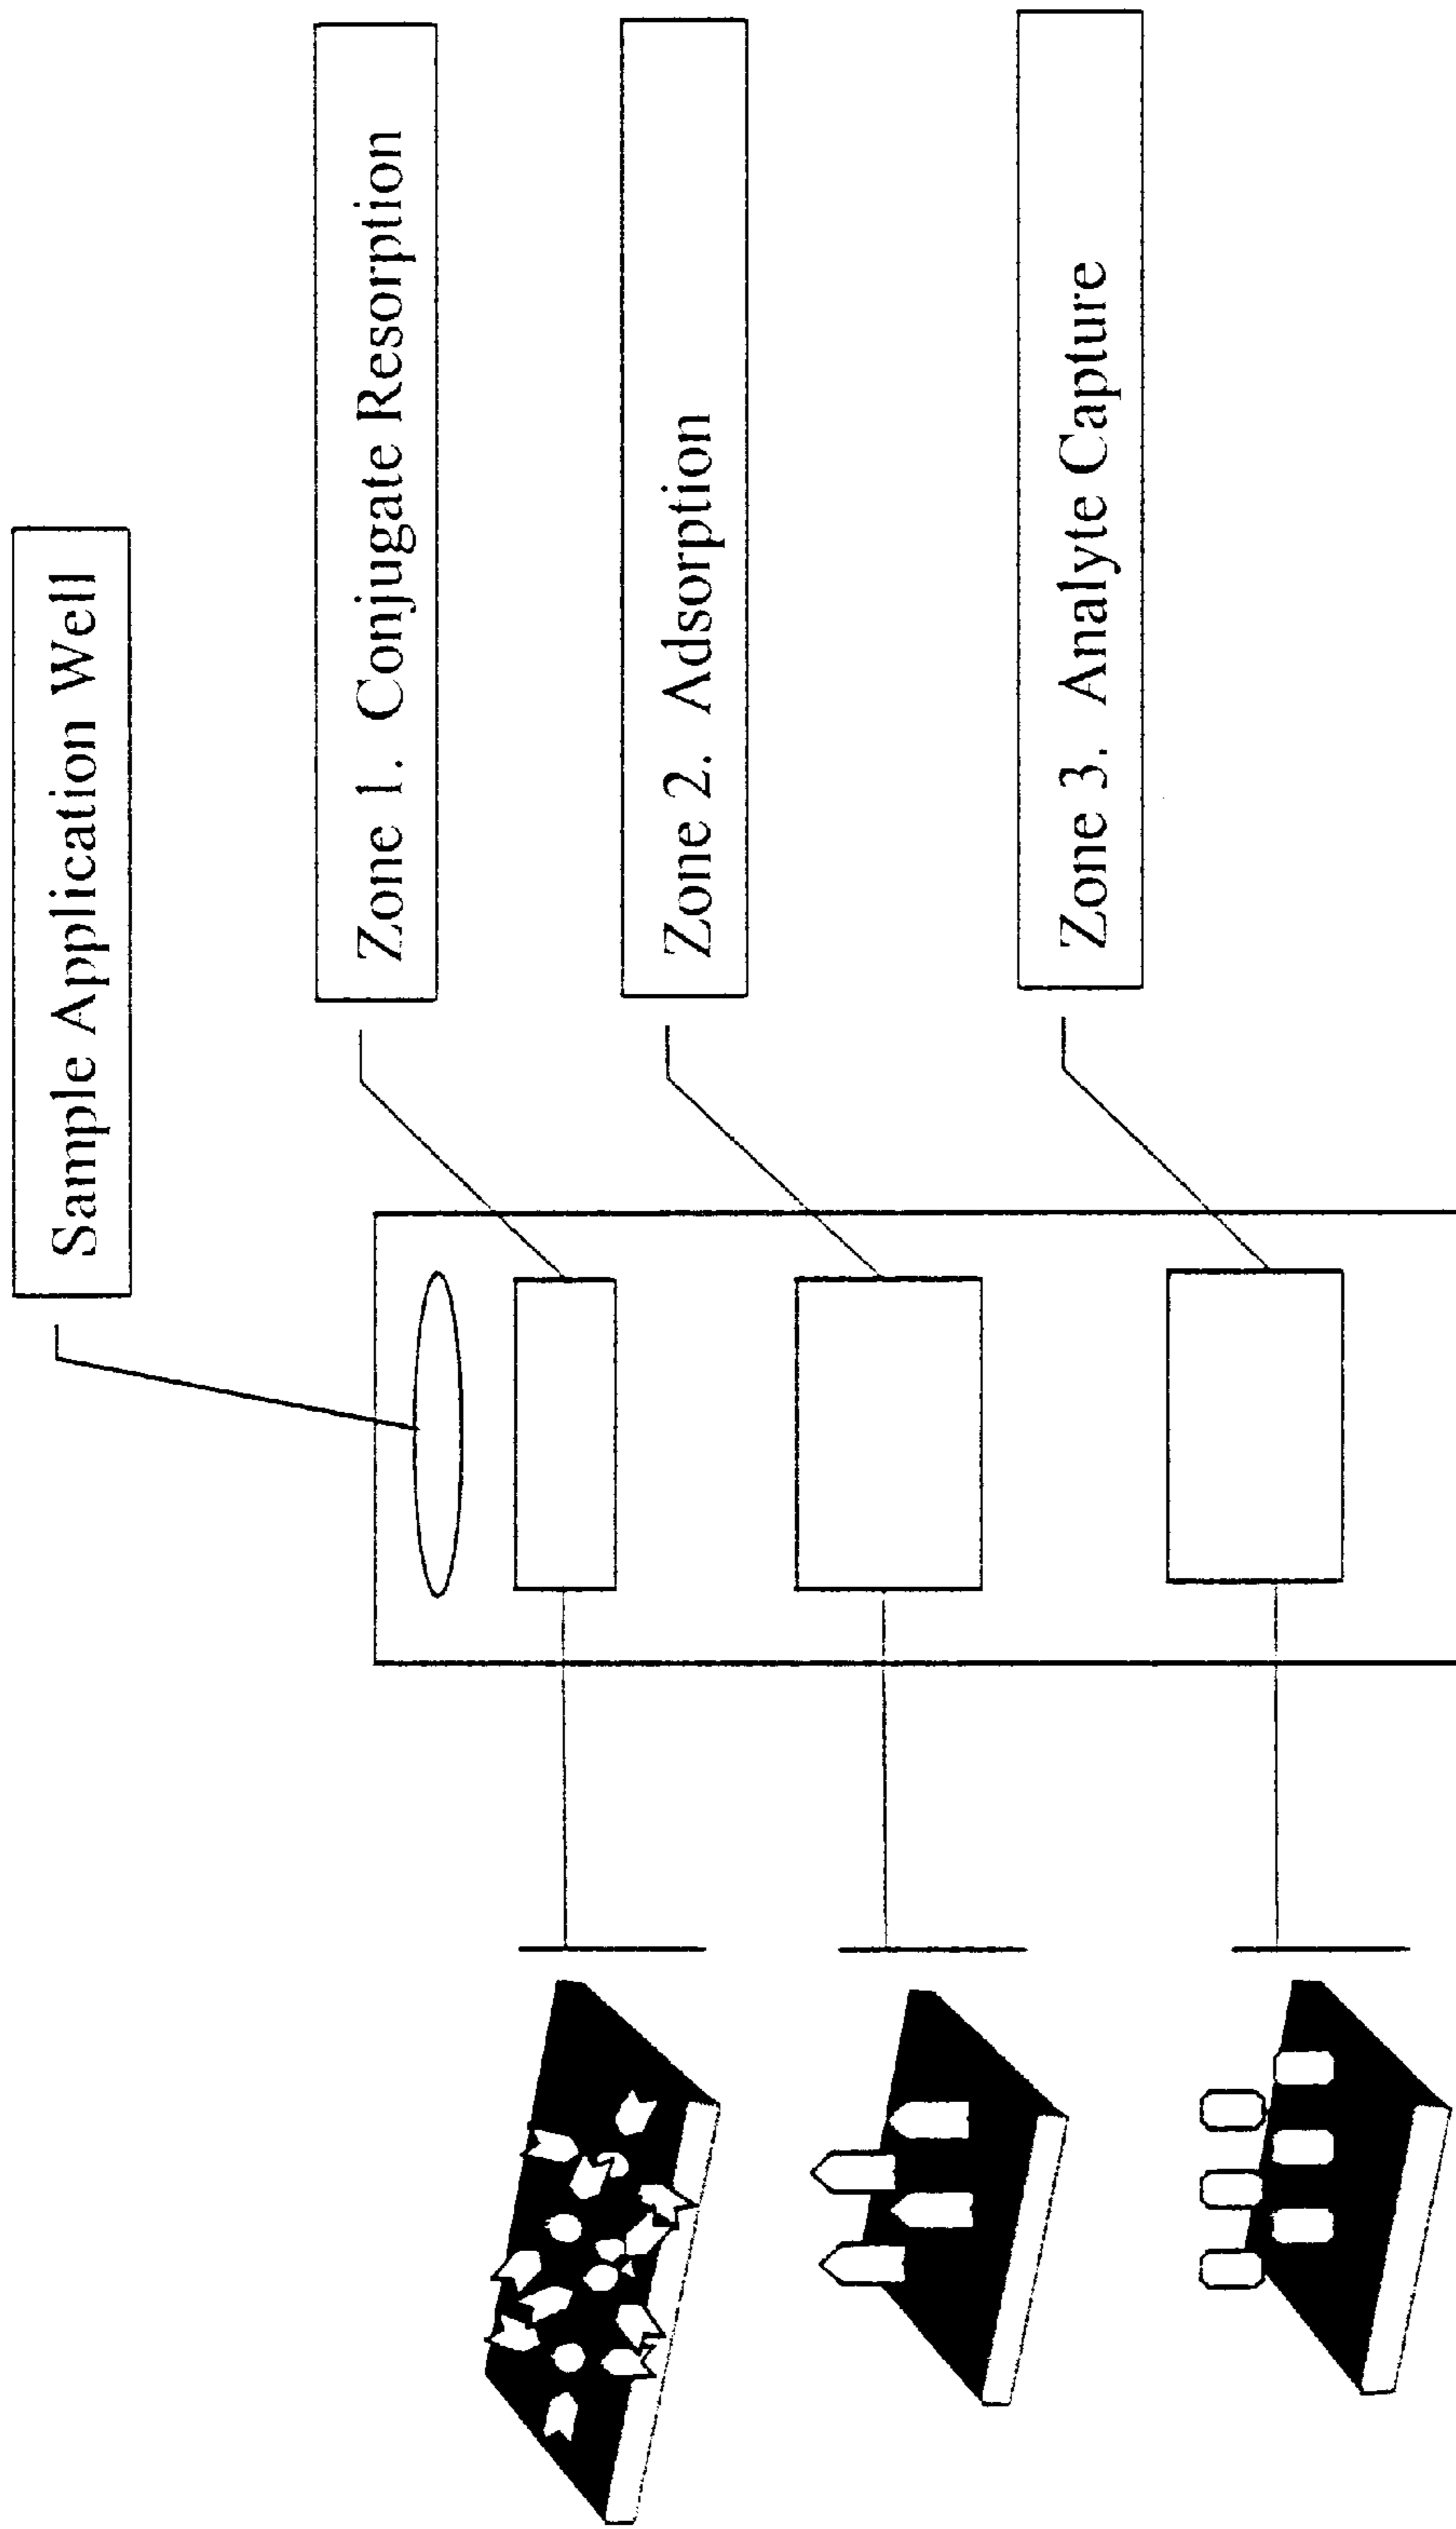 Sample Application Well
Zone 1. Conjugate Resorption
Zone 2. Adsorption
Zone 3. Analyte Capture